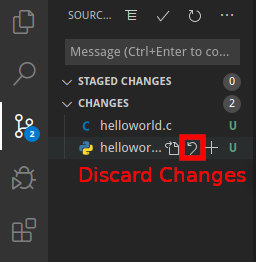 SOURC...
Message (Ctrl+Enter to co...
STAGED CHANGES 0
CHANGES 2
2
C helloworld.c U
hellowor... U
Discard Changes